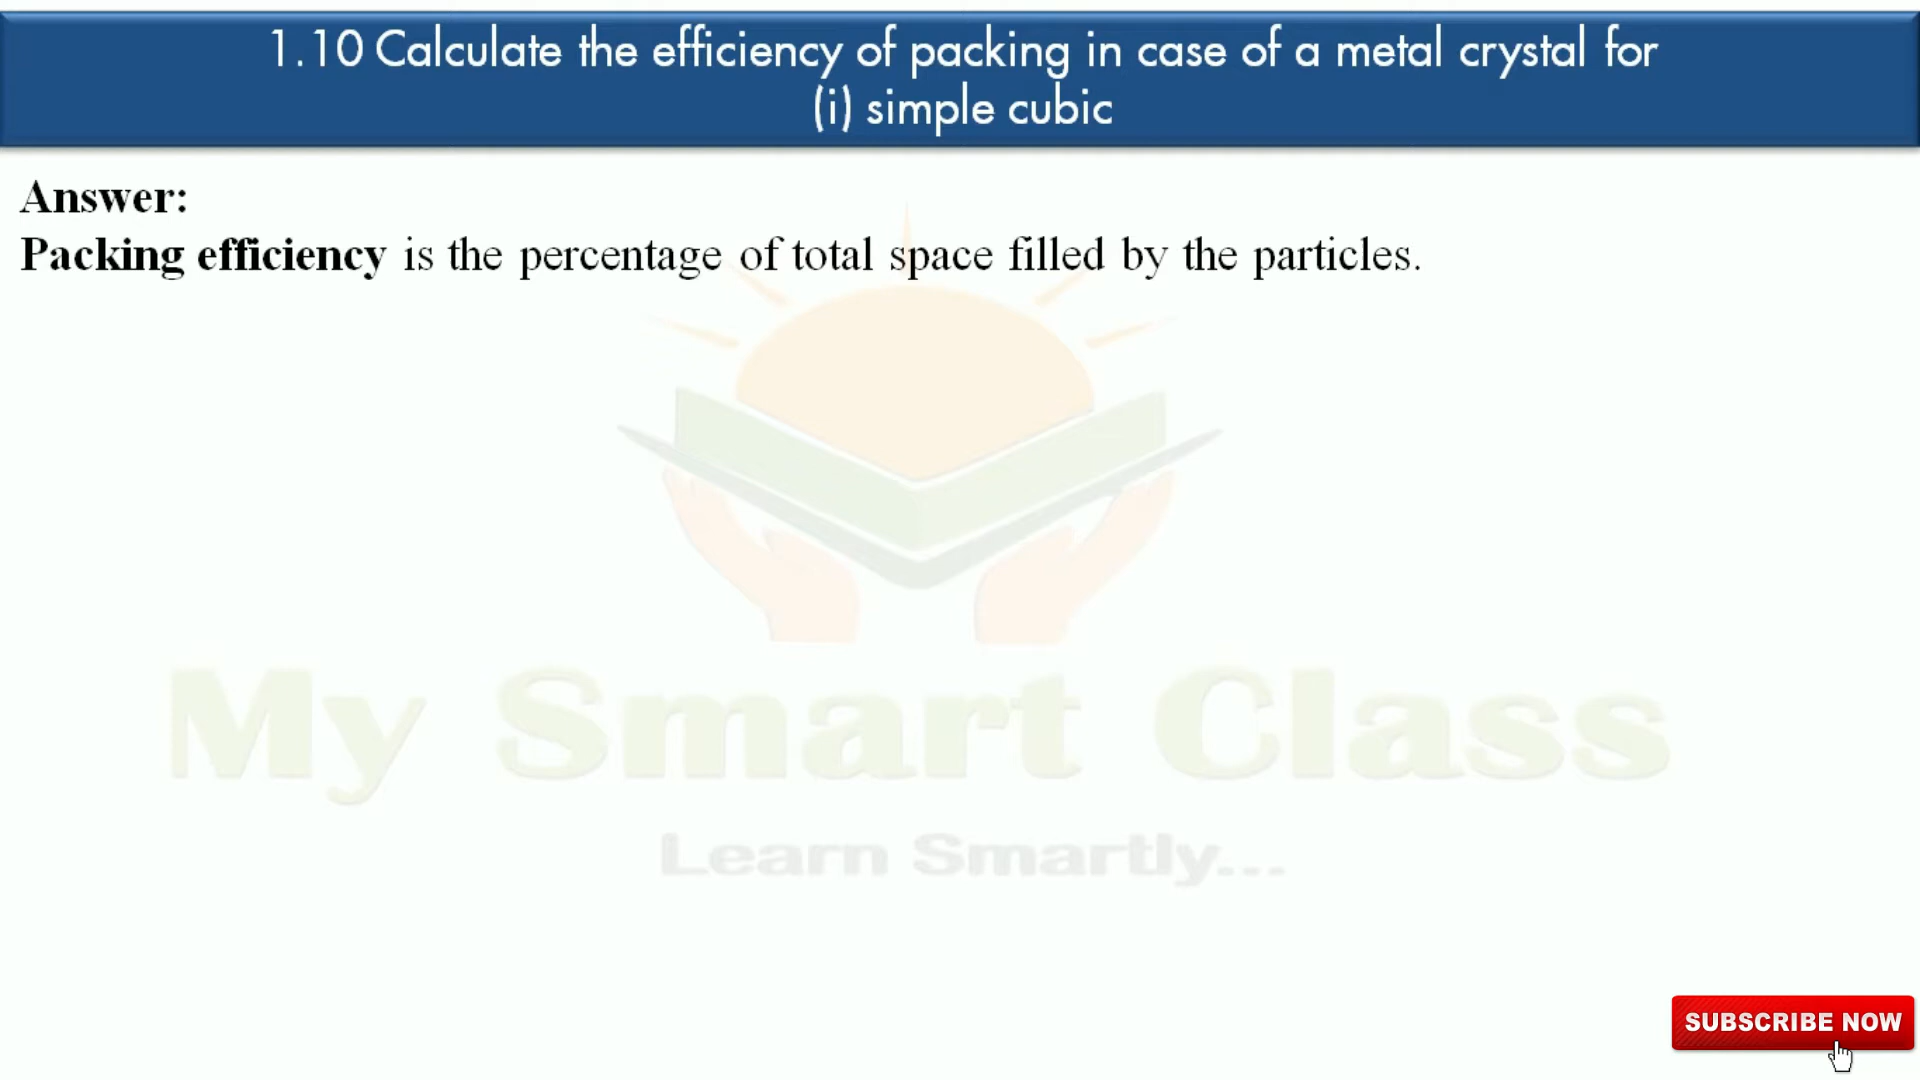 1.10 Calculate the efficiency of packing in case of a metal crystal for
(i) simple cubic
Answer:
Packing efficiency is the percentage of total space filled by the particles.
My Smart Class
Learn Smartly...
SUBSCRIBE NOW